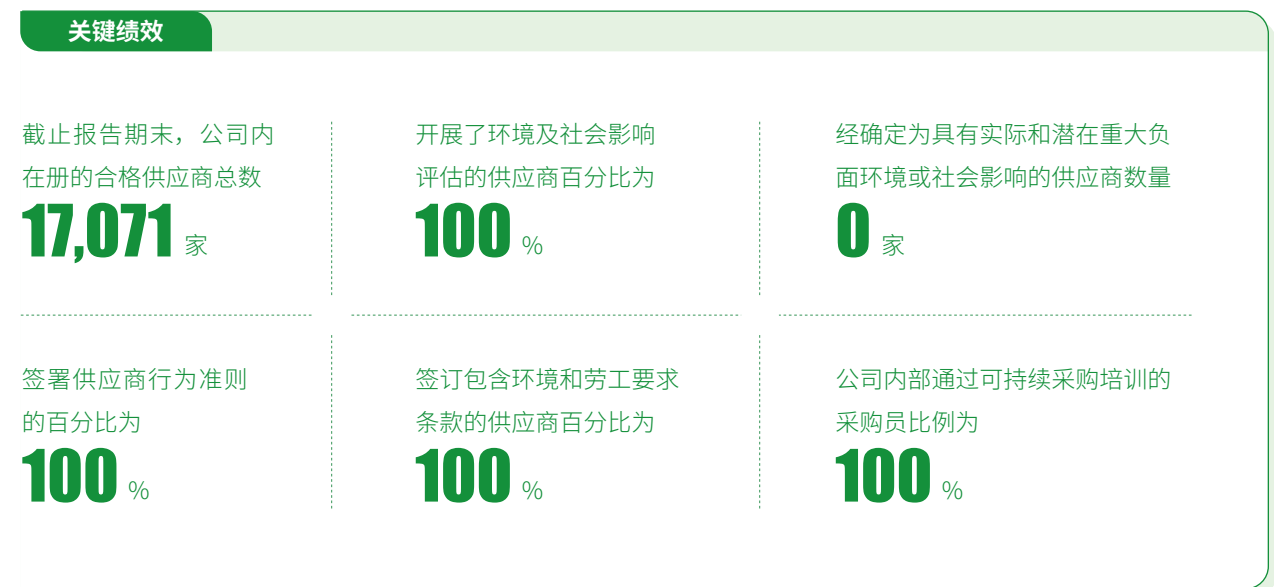 关键绩效
截止报告期末，公司内
在册的合格供应商总数
17,071 家
开展了环境及社会影响
评估的供应商百分比为
100 %
经确定为具有实际和潜在重大负
面环境或社会影响的供应商数量
0 家
签署供应商行为准则
的百分比为
100 %
签订包含环境和劳工要求
条款的供应商百分比为
100 %
公司内部通过可持续采购培训的
采购员比例为
100 %